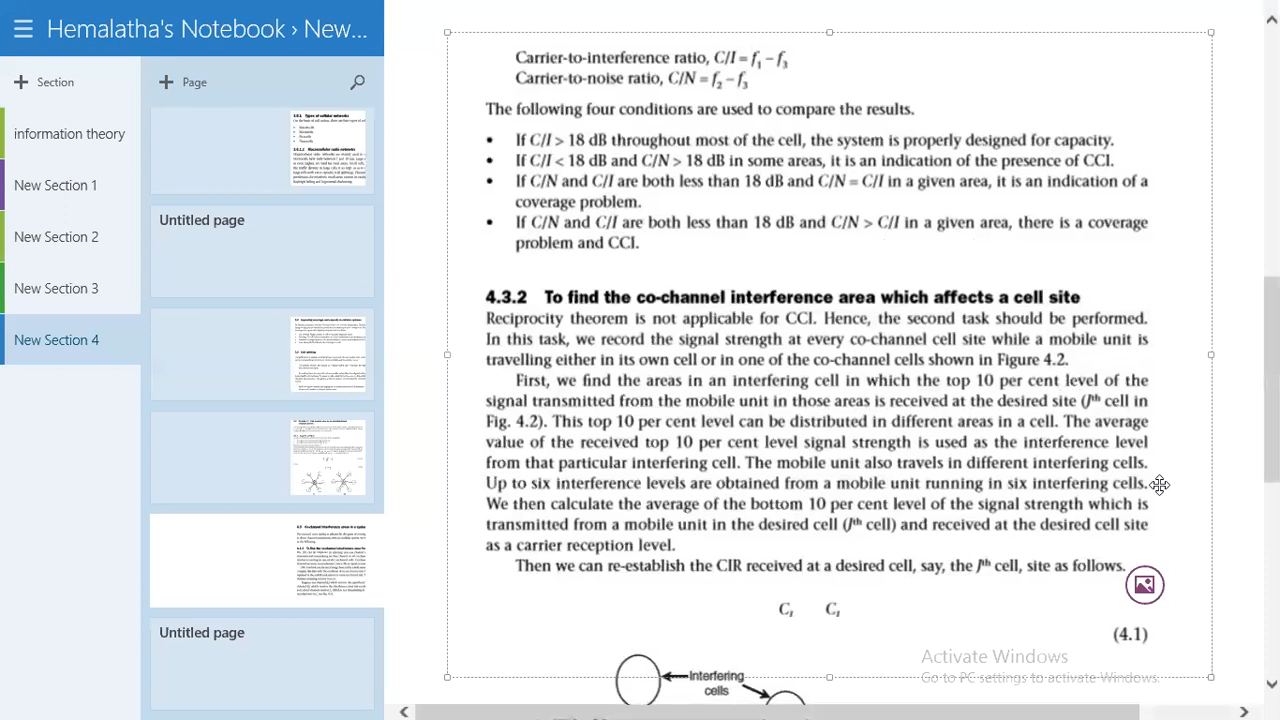 Hemalatha's Notebook › New...
+ Section
+ Page
information theory
New Section 1
New Section 2
New Section 3
New Section 4
Untitled page
Untitled page
Carrier-to-interference ratio, C/I = f₁ – f₃
Carrier-to-noise ratio, C/N = f₂ – f₃
The following four conditions are used to compare the results.
• If C/I > 18 dB throughout most of the cell, the system is properly designed for capacity.
• If C/I < 18 dB and C/N > 18 dB in some areas, it is an indication of the presence of CCI.
• If C/N and C/I are both less than 18 dB and C/N = C/I in a given area, it is an indication of a
coverage problem.
• If C/N and C/I are both less than 18 dB and C/N > C/I in a given area, there is a coverage
problem and CCI.
4.3.2 To find the co-channel interference area which affects a cell site
Reciprocity theorem is not applicable for CCI. Hence, the second task should be performed.
In this task, we record the signal strength at every co-channel cell site while a mobile unit is
travelling either in its own cell or in one of the co-channel cells shown in Figure 4.2.
First, we find the areas in an interfering cell in which the top 10 per cent level of the
signal transmitted from the mobile unit in those areas is received at the desired site (Jᵗʰ cell in
Fig. 4.2). This top 10 per cent level can be distributed in different areas in a cell. The average
value of the received top 10 per cent level signal strength is used as the interference level
from that particular interfering cell. The mobile unit also travels in different interfering cells.
Up to six interference levels are obtained from a mobile unit running in six interfering cells.
We then calculate the average of the bottom 10 per cent level of the signal strength which is
transmitted from a mobile unit in the desired cell (Jᵗʰ cell) and received at the desired cell site
as a carrier reception level.
Then we can re-establish the CIR received at a desired cell, say, the Jᵗʰ cell, site as follows.
C_J C_J
(4.1)
Interfering
cells
Activate Windows
Go to PC settings to activate Windows.